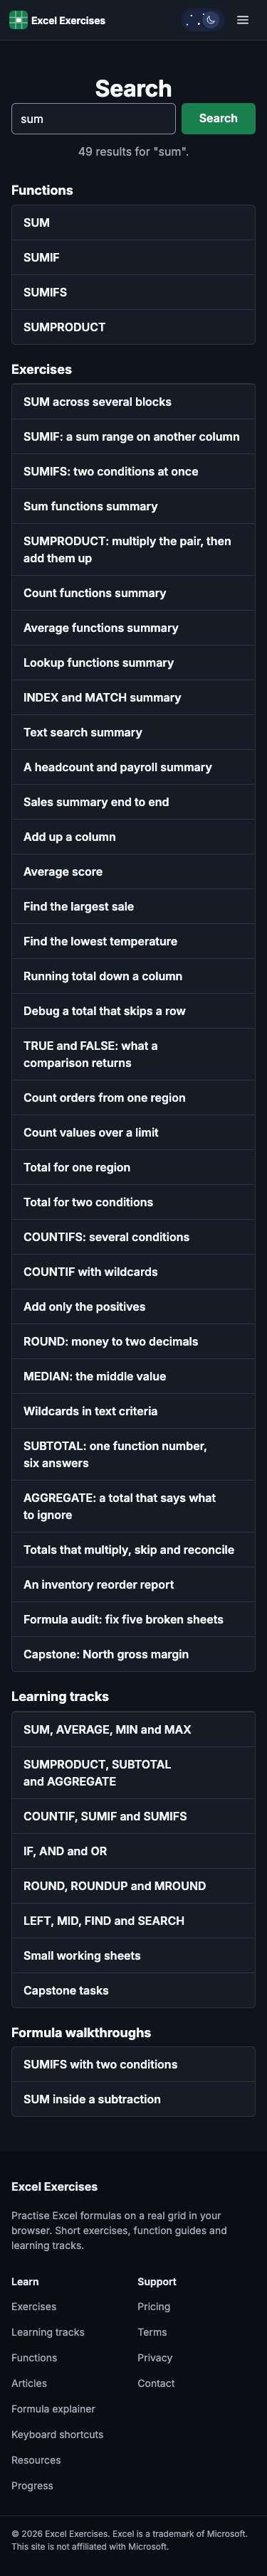 Excel Exercises
Search
sum
Search
49 results for "sum".
Functions
SUM
SUMIF
SUMIFS
SUMPRODUCT
Exercises
SUM across several blocks
SUMIF: a sum range on another column
SUMIFS: two conditions at once
Sum functions summary
SUMPRODUCT: multiply the pair, then
add them up
Count functions summary
Average functions summary
Lookup functions summary
INDEX and MATCH summary
Text search summary
A headcount and payroll summary
Sales summary end to end
Add up a column
Average score
Find the largest sale
Find the lowest temperature
Running total down a column
Debug a total that skips a row
TRUE and FALSE: what a
comparison returns
Count orders from one region
Count values over a limit
Total for one region
Total for two conditions
COUNTIFS: several conditions
COUNTIF with wildcards
Add only the positives
ROUND: money to two decimals
MEDIAN: the middle value
Wildcards in text criteria
SUBTOTAL: one function number,
six answers
AGGREGATE: a total that says what
to ignore
Totals that multiply, skip and reconcile
An inventory reorder report
Formula audit: fix five broken sheets
Capstone: North gross margin
Learning tracks
SUM, AVERAGE, MIN and MAX
SUMPRODUCT, SUBTOTAL
and AGGREGATE
COUNTIF, SUMIF and SUMIFS
IF, AND and OR
ROUND, ROUNDUP and MROUND
LEFT, MID, FIND and SEARCH
Small working sheets
Capstone tasks
Formula walkthroughs
SUMIFS with two conditions
SUM inside a subtraction
Excel Exercises
Practise Excel formulas on a real grid in your
browser. Short exercises, function guides and
learning tracks.
Learn
Exercises
Learning tracks
Functions
Articles
Formula explainer
Keyboard shortcuts
Resources
Progress
Support
Pricing
Terms
Privacy
Contact
© 2026 Excel Exercises. Excel is a trademark of Microsoft.
This site is not affiliated with Microsoft.